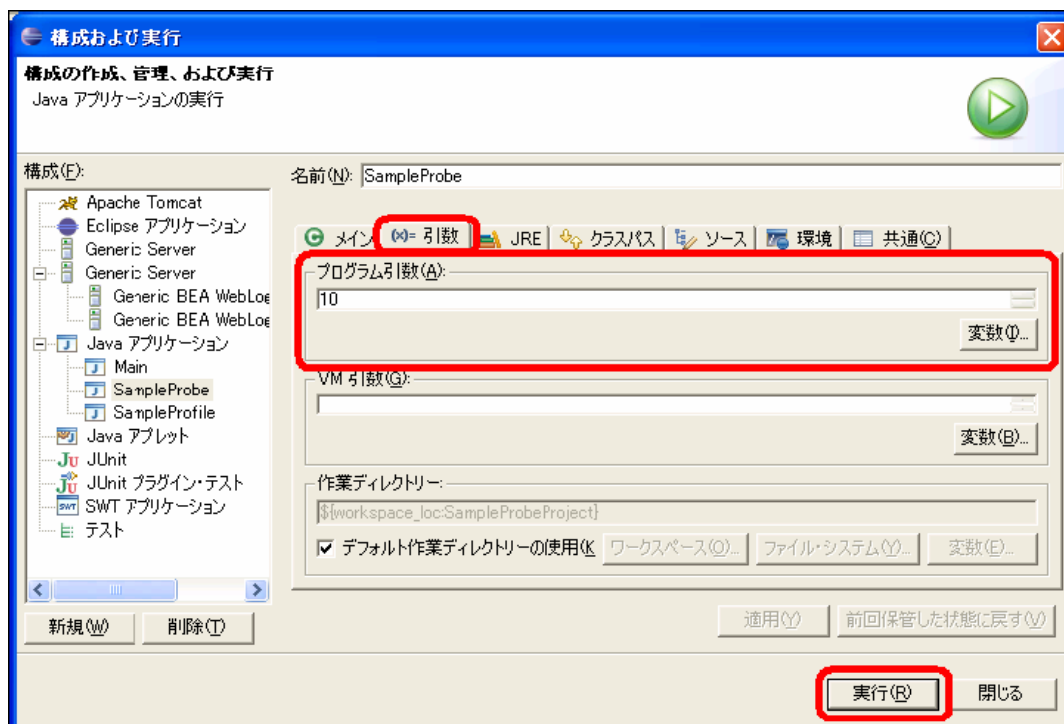 構成および実行
構成の作成、管理、および実行
Java アプリケーションの実行
構成(F):
Apache Tomcat
Eclipse アプリケーション
Generic Server
Generic Server
Generic BEA WebLog
Generic BEA WebLog
Java アプリケーション
Main
SampleProbe
SampleProfile
Java アプレット
JUnit
JUnit プラグイン・テスト
SWT アプリケーション
テスト
新規(W) 削除(T)
名前(N): SampleProbe
メイン (x)= 引数 JRE クラスパス ソース 環境 共通(C)
プログラム引数(A):
10
変数(I)...
VM 引数(G):
変数(B)...
作業ディレクトリー:
${workspace_loc:SampleProbeProject}
デフォルト作業ディレクトリーの使用(K ワークスペース(O)... ファイル・システム(Y)... 変数(E)...
適用(Y) 前回保管した状態に戻す(V)
実行(R) 閉じる